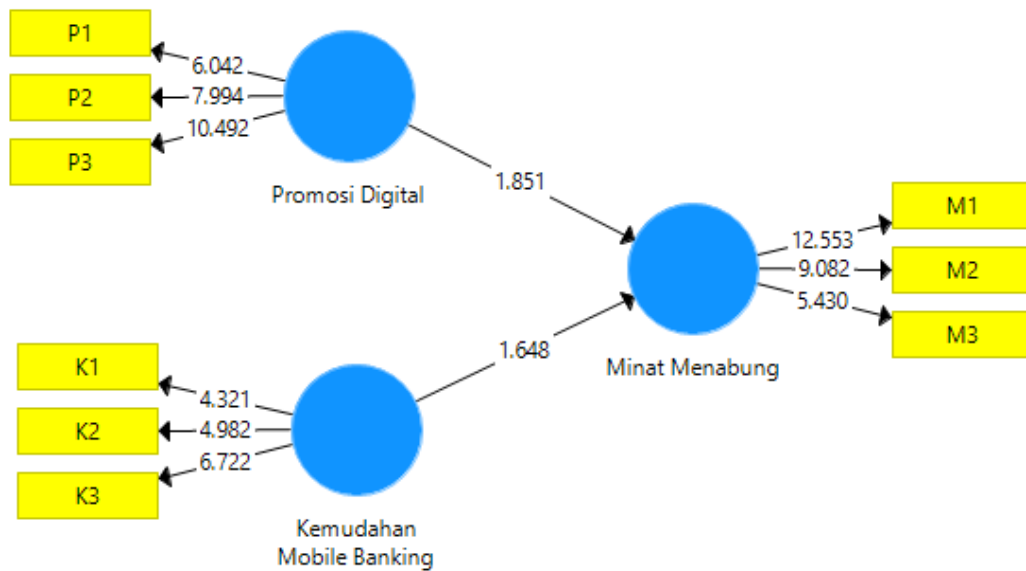 P1
6.042
P2
7.994
P3
10.492
Promosi Digital
1.851
M1
12.553
M2
9.082
M3
5.430
Minat Menabung
1.648
K1
4.321
K2
4.982
K3
6.722
Kemudahan
Mobile Banking